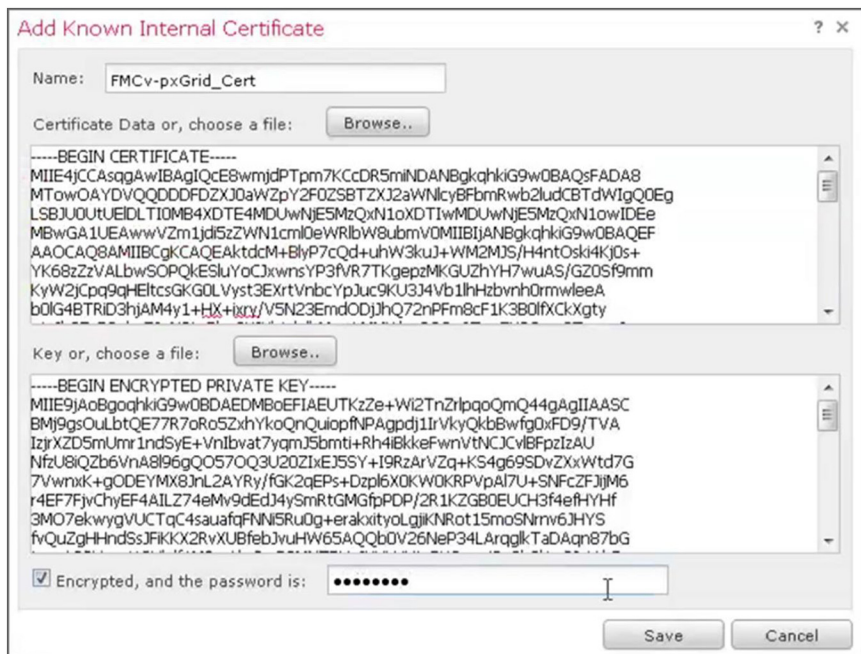 Add Known Internal Certificate
? ×
Name: FMCv-pxGrid_Cert
Certificate Data or, choose a file: Browse..
-----BEGIN CERTIFICATE-----
MIIE4jCCAsqgAwIBAgIQcE8wmjdPTpm7KCcDR5miNDANBgkqhkiG9w0BAQsFADA8
MTowOAYDVQQDDDFDZXJ0aWZpY2F0ZSBTZXJ2aWNlcyBFbmRwb2ludCBTdWIgQ0Eg
LSBJU0UtUElDLTI0MB4XDTE4MDUwNjE5MzQxN1oXDTIwMDUwNjE5MzQxN1owIDEe
MBwGA1UEAwwVZm1jdi5zZWN1cml0eWRlbW8ubmV0MIIBIjANBgkqhkiG9w0BAQEF
AAOCAQ8AMIIBCgKCAQEAktdcM+BlyP7cQd+uhW3kuJ+WM2MJS/H4ntOski4Kj0s+
YK68zZzVALbwSOPQkESluYoCJxwnsYP3fVR7TKgepzMKGUZhYH7wuAS/GZ0Sf9mm
KyW2jCpq9qHEltcsGKG0LVyst3EXrtVnbcYpJuc9KU3J4Vb1lhHzbvnh0rmwleeA
b0lG4BTRiD3hjAM4y1+HX+ixry/V5N23EmdODjJhQ72nPFm8cF1K3B0lfXCkXgty
Key or, choose a file: Browse..
-----BEGIN ENCRYPTED PRIVATE KEY-----
MIIE9jAoBgoqhkiG9w0BDAEDMBoEFIAEUTKzZe+Wi2TnZrlpqoQmQ44gAgIIAASC
BMj9gsOuLbtQE77R7oRo5ZxhYkoQnQuiopfNPAgpdj1IrVkyQkbBwfg0xFD9/TVA
IzjrXZD5mUmr1ndSyE+VnIbvat7yqmJ5bmti+Rh4iBkkeFwnVtNCJCvlBFpzIzAU
NfzU8iQZb6VnA8l96gQO57OQ3U20ZIxEJ5SY+I9RzArVZq+KS4g69SDvZXxWtd7G
7VwnxK+gODEYMX8JnL2AYRy/fGK2qEPs+Dzpl6X0KW0KRPVpAl7U+SNFcZFJijM6
r4EF7FjvChyEF4AILZ74eMv9dEdJ4ySmRtGMGfpPDP/2R1KZGB0EUCH3f4efHYHf
3MO7ekwygVUCTqC4sauafqFNNi5Ru0g+erakxityoLgjiKNRot15moSNrnv6JHYS
fvQuZgHHndSsJFiKKX2RvXUBfebJvuHW65AQQb0V26NeP34LArqglkTaDAqn87bG
Encrypted, and the password is: ••••••••
Save Cancel